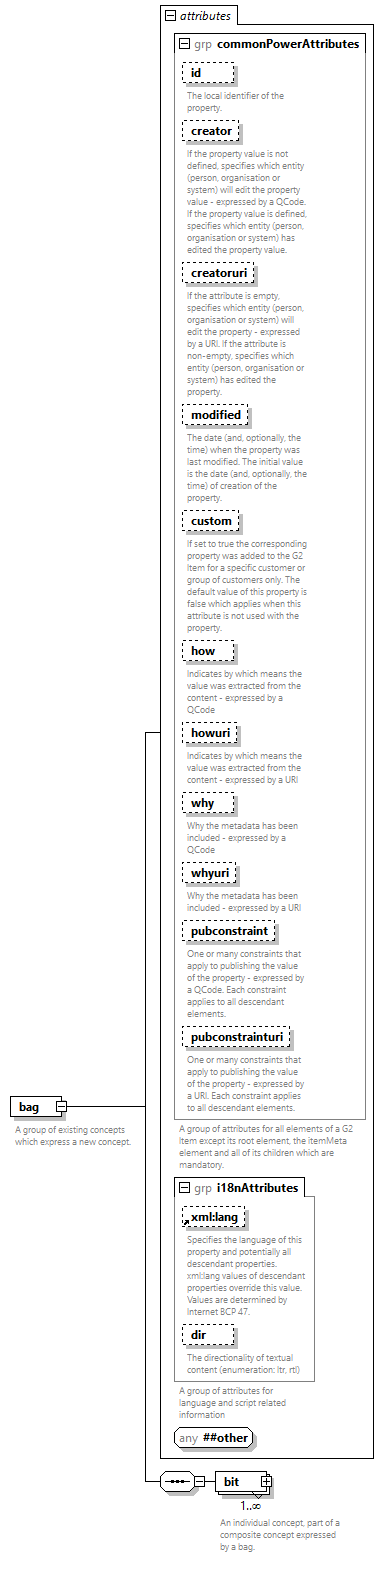 attributes
grp commonPowerAttributes
id
The local identifier of the
property.
creator
If the property value is not
defined, specifies which entity
(person, organisation or
system) will edit the property
value - expressed by a QCode.
If the property value is defined,
specifies which entity (person,
organisation or system) has
edited the property value.
creatoruri
If the attribute is empty,
specifies which entity (person,
organisation or system) will
edit the property - expressed
by a URI. If the attribute is
non-empty, specifies which
entity (person, organisation or
system) has edited the
property.
modified
The date (and, optionally, the
time) when the property was
last modified. The initial value
is the date (and, optionally, the
time) of creation of the
property.
custom
If set to true the corresponding
property was added to the G2
Item for a specific customer or
group of customers only. The
default value of this property is
false which applies when this
attribute is not used with the
property.
how
Indicates by which means the
value was extracted from the
content - expressed by a
QCode
howuri
Indicates by which means the
value was extracted from the
content - expressed by a URI
why
Why the metadata has been
included - expressed by a
QCode
whyuri
Why the metadata has been
included - expressed by a URI
pubconstraint
One or many constraints that
apply to publishing the value
of the property - expressed by
a QCode. Each constraint
applies to all descendant
elements.
pubconstrainturi
One or many constraints that
apply to publishing the value
of the property - expressed by
a URI. Each constraint applies
to all descendant elements.
A group of attributes for all elements of a G2
Item except its root element, the itemMeta
element and all of its children which are
mandatory.
bag
A group of existing concepts
which express a new concept.
grp i18nAttributes
xml:lang
Specifies the language of this
property and potentially all
descendant properties.
xml:lang values of descendant
properties override this value.
Values are determined by
Internet BCP 47.
dir
The directionality of textual
content (enumeration: ltr, rtl)
A group of attributes for
language and script related
information
any ##other
bit
1..∞
An individual concept, part of a
composite concept expressed
by a bag.